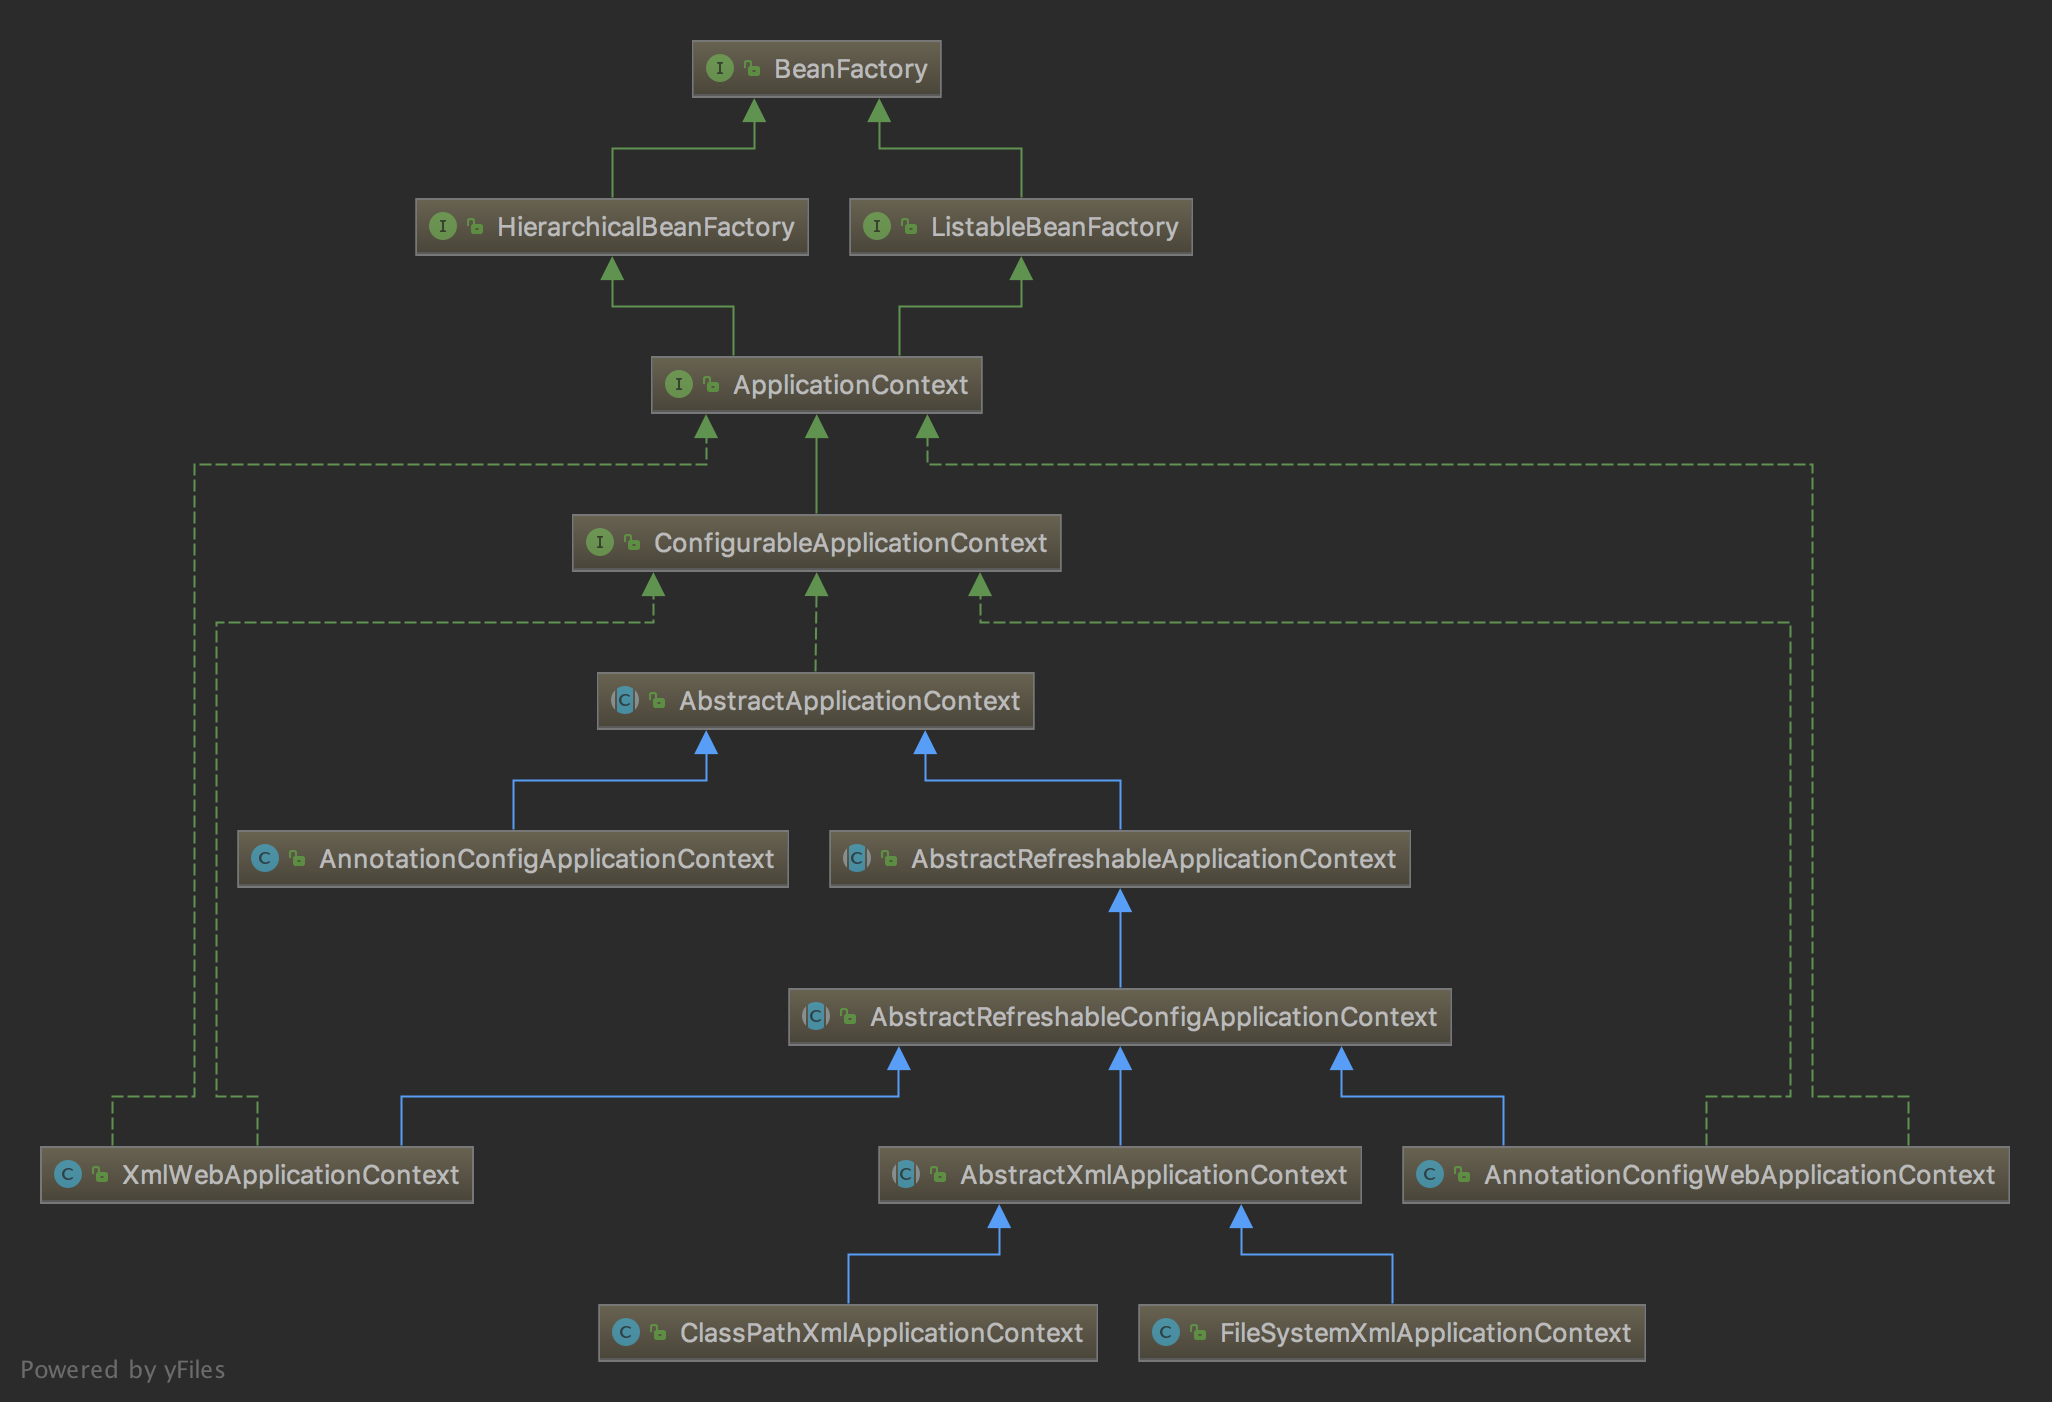 I BeanFactory
I HierarchicalBeanFactory
I ListableBeanFactory
I ApplicationContext
I ConfigurableApplicationContext
C AbstractApplicationContext
C AnnotationConfigApplicationContext
C AbstractRefreshableApplicationContext
C AbstractRefreshableConfigApplicationContext
C XmlWebApplicationContext
C AbstractXmlApplicationContext
C AnnotationConfigWebApplicationContext
C ClassPathXmlApplicationContext
C FileSystemXmlApplicationContext
Powered by yFiles